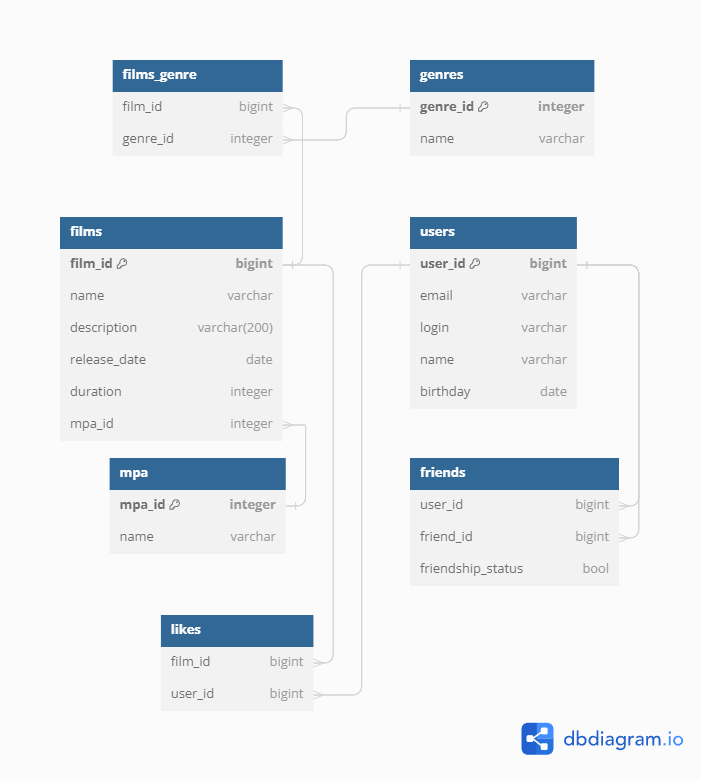 films_genre
film_id bigint
genre_id integer
genres
genre_id integer
name varchar
films
film_id bigint
name varchar
description varchar(200)
release_date date
duration integer
mpa_id integer
users
user_id bigint
email varchar
login varchar
name varchar
birthday date
mpa
mpa_id integer
name varchar
friends
user_id bigint
friend_id bigint
friendship_status bool
likes
film_id bigint
user_id bigint
dbdiagram.io